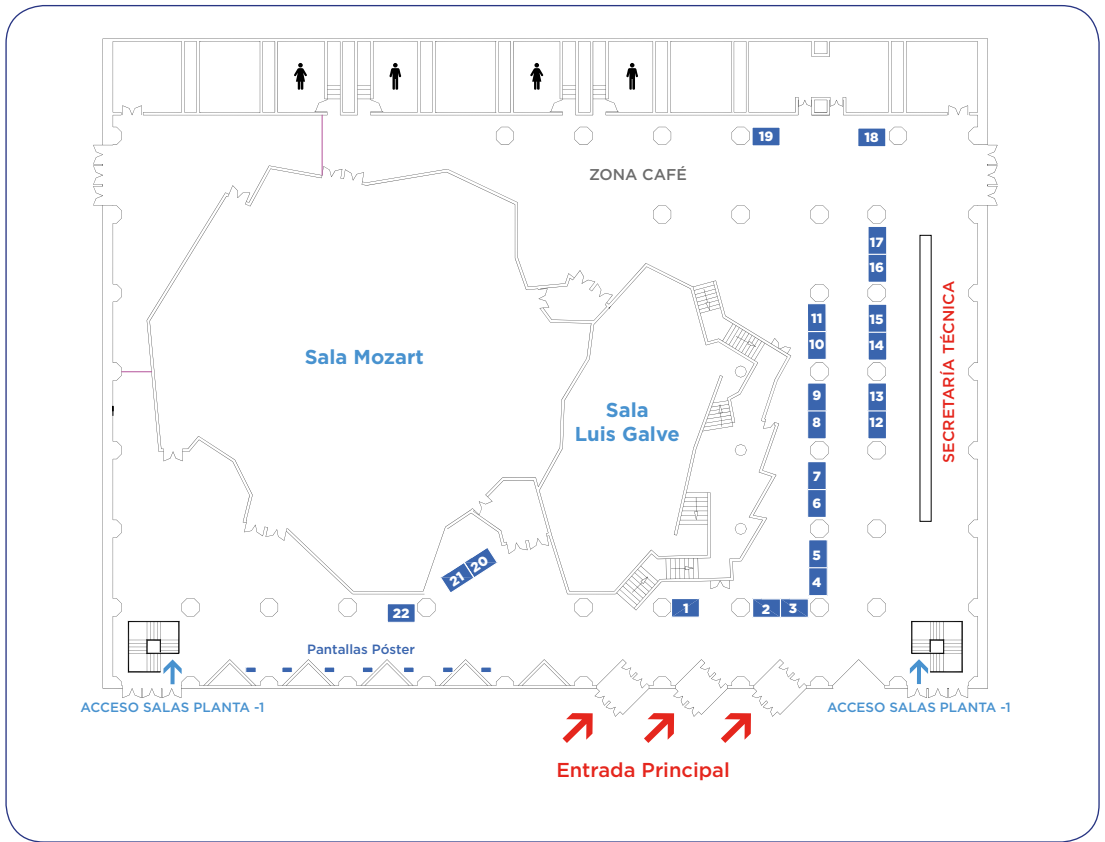 19
18
ZONA CAFÉ
17
16
SECRETARÍA TÉCNICA
11
10
15
14
Sala Mozart
9
8
13
12
Sala
Luis Galve
7
6
5
4
21
20
22
1
2
3
Pantallas Póster
ACCESO SALAS PLANTA -1
ACCESO SALAS PLANTA -1
Entrada Principal